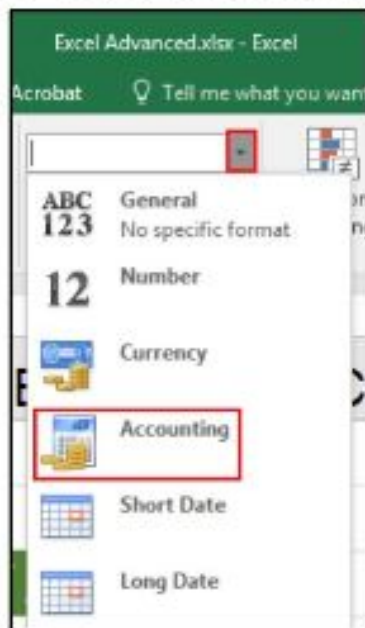 Excel Advanced.xlsx - Excel
Acrobat Tell me what you want
ABC
123
General
No specific format
12
Number
Currency
Accounting
Short Date
Long Date